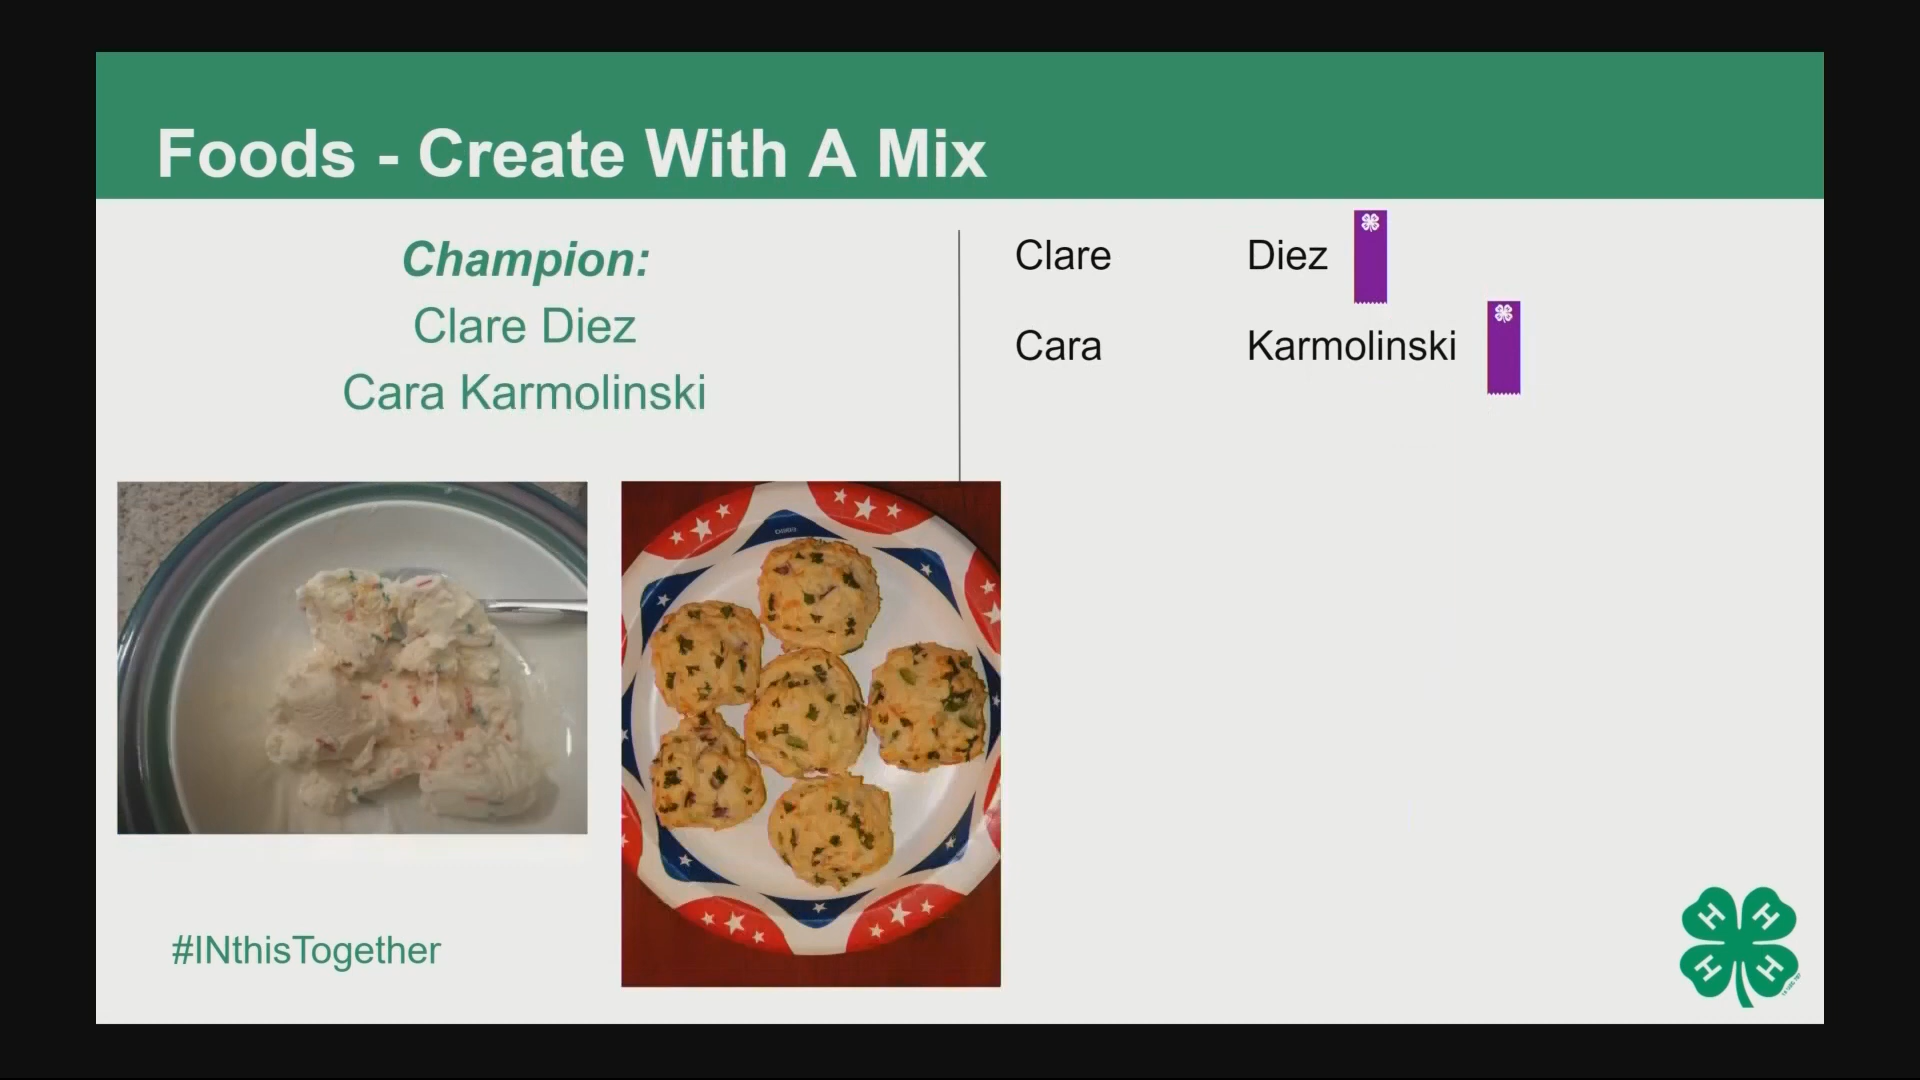 Foods - Create With A Mix
Champion:
Clare Diez
Cara Karmolinski
Clare Diez
Cara Karmolinski
#INthisTogether
H H
H H